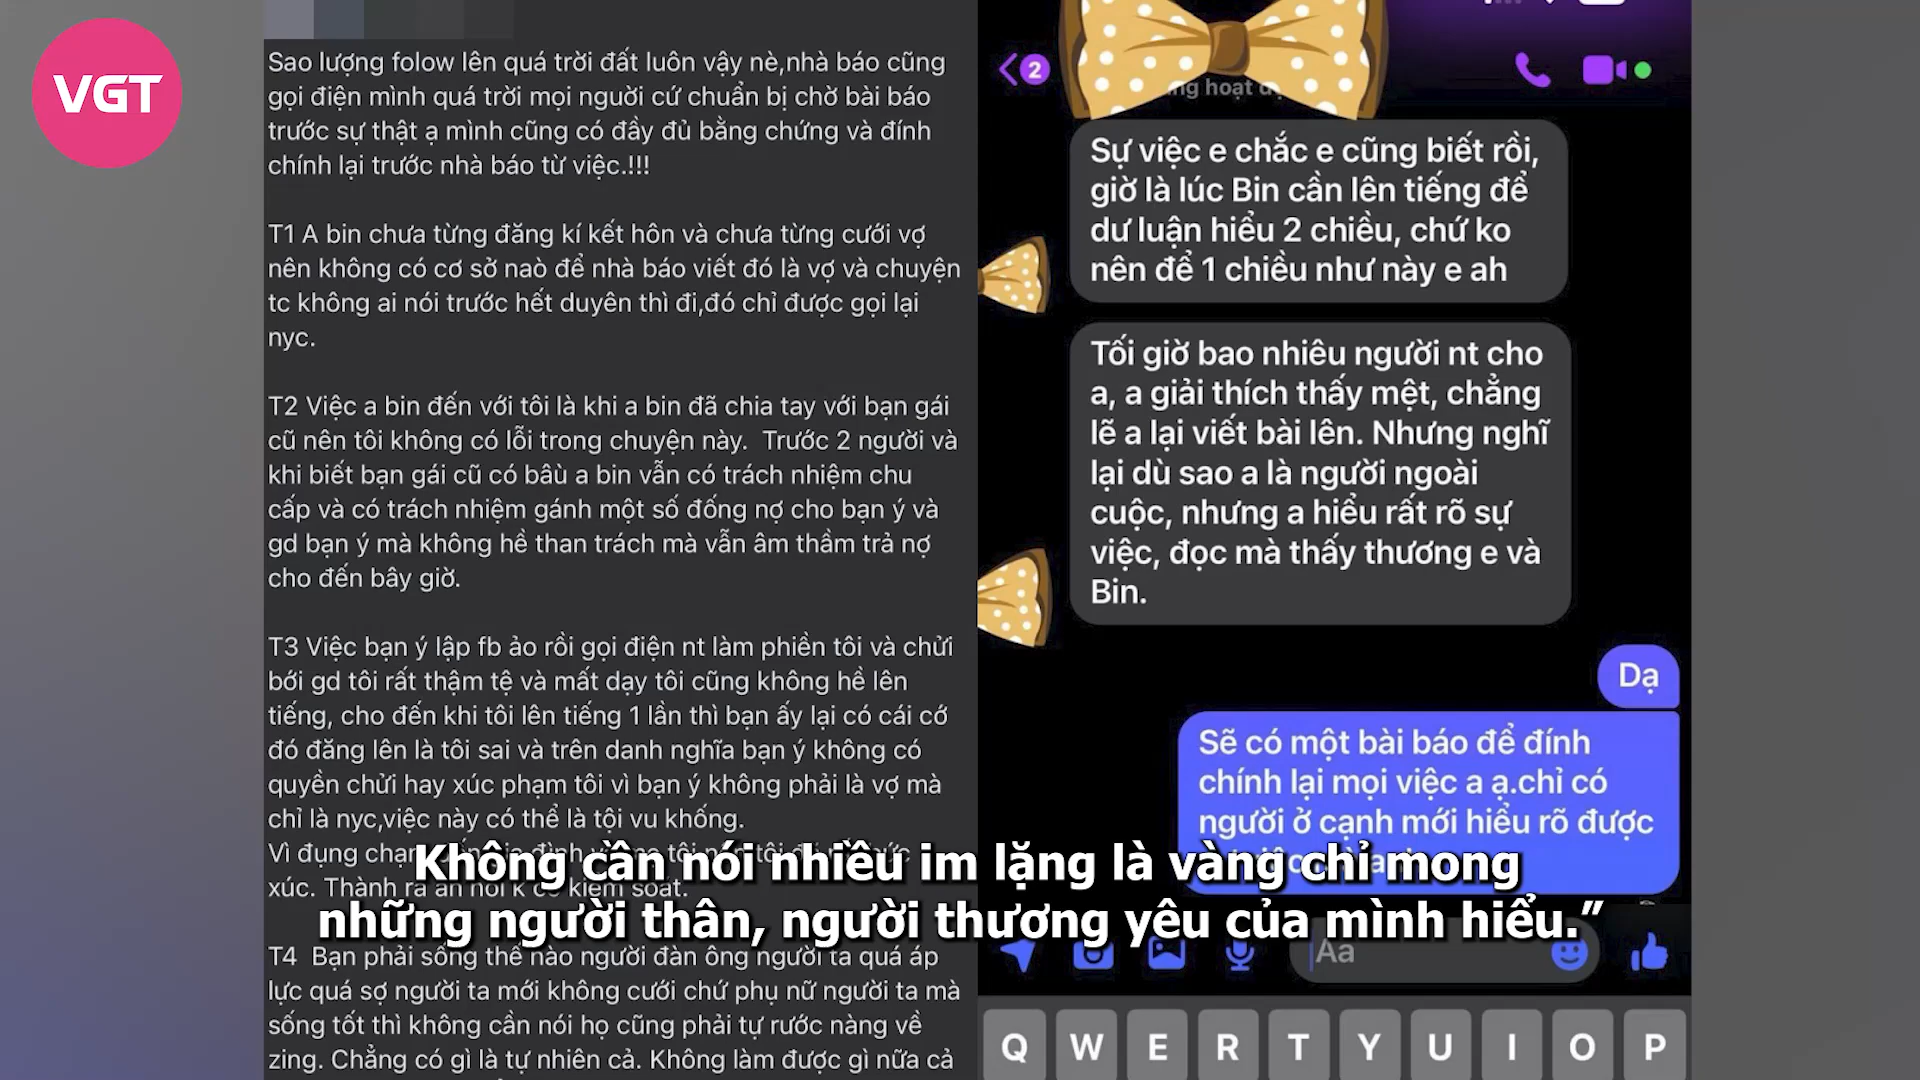 VGT
Sao lượng folow lên quá trời đất luôn vậy nè,nhà báo cũng
gọi điện mình quá trời mọi người cứ chuẩn bị chờ bài báo
trước sự thật ạ mình cũng có đầy đủ bằng chứng và đính
chính lại trước nhà báo từ việc.!!!
T1 A bin chưa từng đăng kí kết hôn và chưa từng cưới vợ
nên không có cơ sở naò để nhà báo viết đó là vợ và chuyện
tc không ai nói trước hết duyên thì đi,đó chỉ được gọi lại
nyc.
T2 Việc a bin đến với tôi là khi a bin đã chia tay với bạn gái
cũ nên tôi không có lỗi trong chuyện này. Trước 2 người và
khi biết bạn gái cũ có bâù a bin vẫn có trách nhiệm chu
cấp và có trách nhiệm gánh một số đống nợ cho bạn ý và
gd bạn ý mà không hề than trách mà vẫn âm thầm trả nợ
cho đến bây giờ.
T3 Việc bạn ý lập fb ảo rồi gọi điện nt làm phiền tôi và chửi
bới gd tôi rất thậm tệ và mất dạy tôi cũng không hề lên
tiếng, cho đến khi tôi lên tiếng 1 lần thì bạn ấy lại có cái cớ
đó đăng lên là tôi sai và trên danh nghĩa bạn ý không có
quyền chửi hay xúc phạm tôi vì bạn ý không phải là vợ mà
chỉ là nyc,việc này có thể là tội vu khống.
Vì đụng chạm
xúc. Thành ra ăn nói k kiểm soát.
T4 Bạn phải sống thế nào người đàn ông người ta quá áp
lực quá sợ người ta mới không cưới chứ phụ nữ người ta mà
sống tốt thì không cần nói họ cũng phải tự rước nàng về
zing. Chẳng có gì là tự nhiên cả. Không làm được gì nữa cả
2
hoạt
Sự việc e chắc e cũng biết rồi,
giờ là lúc Bin cần lên tiếng để
dư luận hiểu 2 chiều, chứ ko
nên để 1 chiều như này e ah
Tối giờ bao nhiêu người nt cho
a, a giải thích thấy mệt, chẳng
lẽ a lại viết bài lên. Nhưng nghĩ
lại dù sao a là người ngoài
cuộc, nhưng a hiểu rất rõ sự
việc, đọc mà thấy thương e và
Bin.
Dạ
Sẽ có một bài báo để đính
chính lại mọi việc a ạ.chỉ có
người ở cạnh mới hiểu rõ được
Aa
Q W E R T Y U I O P
Không cần nói nhiều im lặng là vàng chỉ mong
những người thân, người thương yêu của mình hiểu.”